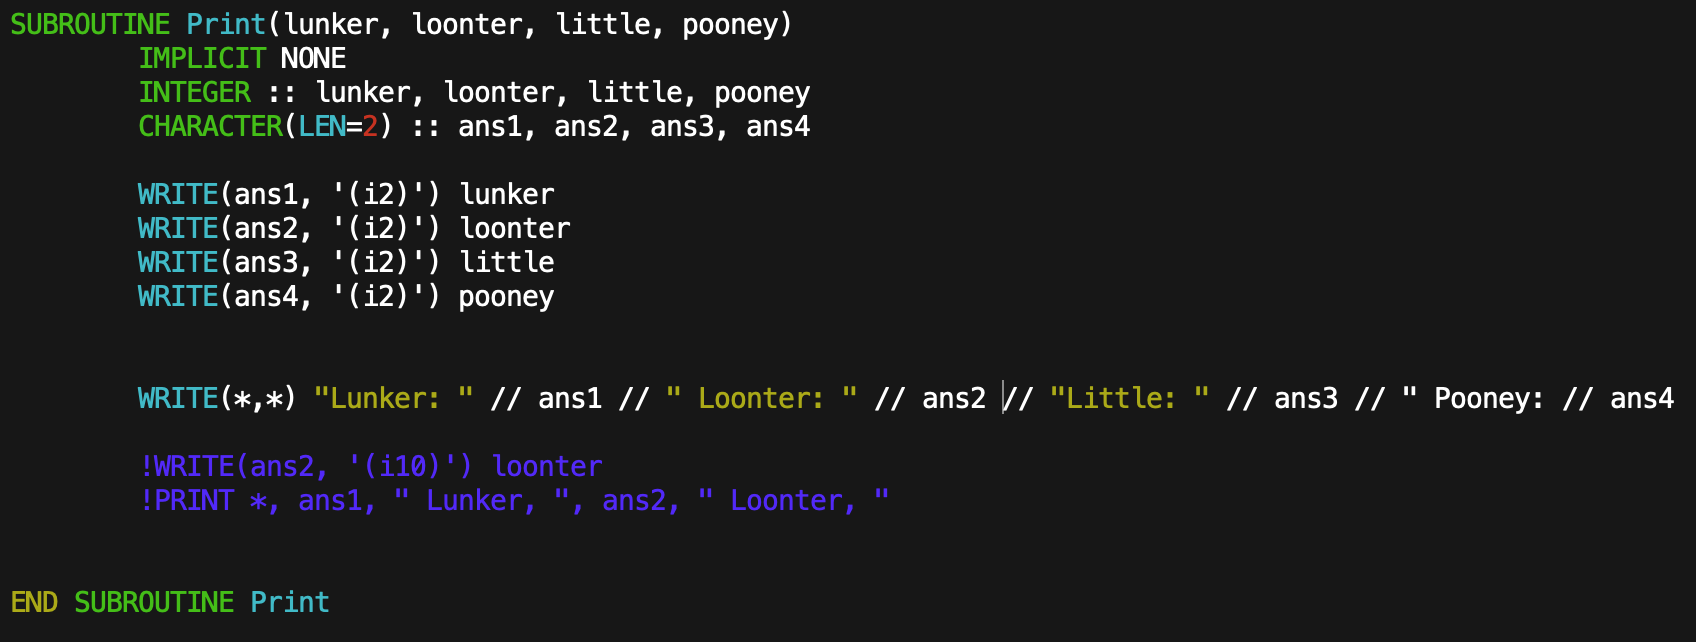 SUBROUTINE Print(lunker, loonter, little, pooney)
IMPLICIT NONE
INTEGER :: lunker, loonter, little, pooney
CHARACTER(LEN=2) :: ans1, ans2, ans3, ans4
WRITE(ans1, '(i2)') lunker
WRITE(ans2, '(i2)') loonter
WRITE(ans3, '(i2)') little
WRITE(ans4, '(i2)') pooney
WRITE(*,*) "Lunker: " // ans1 // " Loonter: " // ans2 // "Little: " // ans3 // " Pooney: // ans4
!WRITE(ans2, '(i10)') loonter
!PRINT *, ans1, " Lunker, ", ans2, " Loonter, "
END SUBROUTINE Print